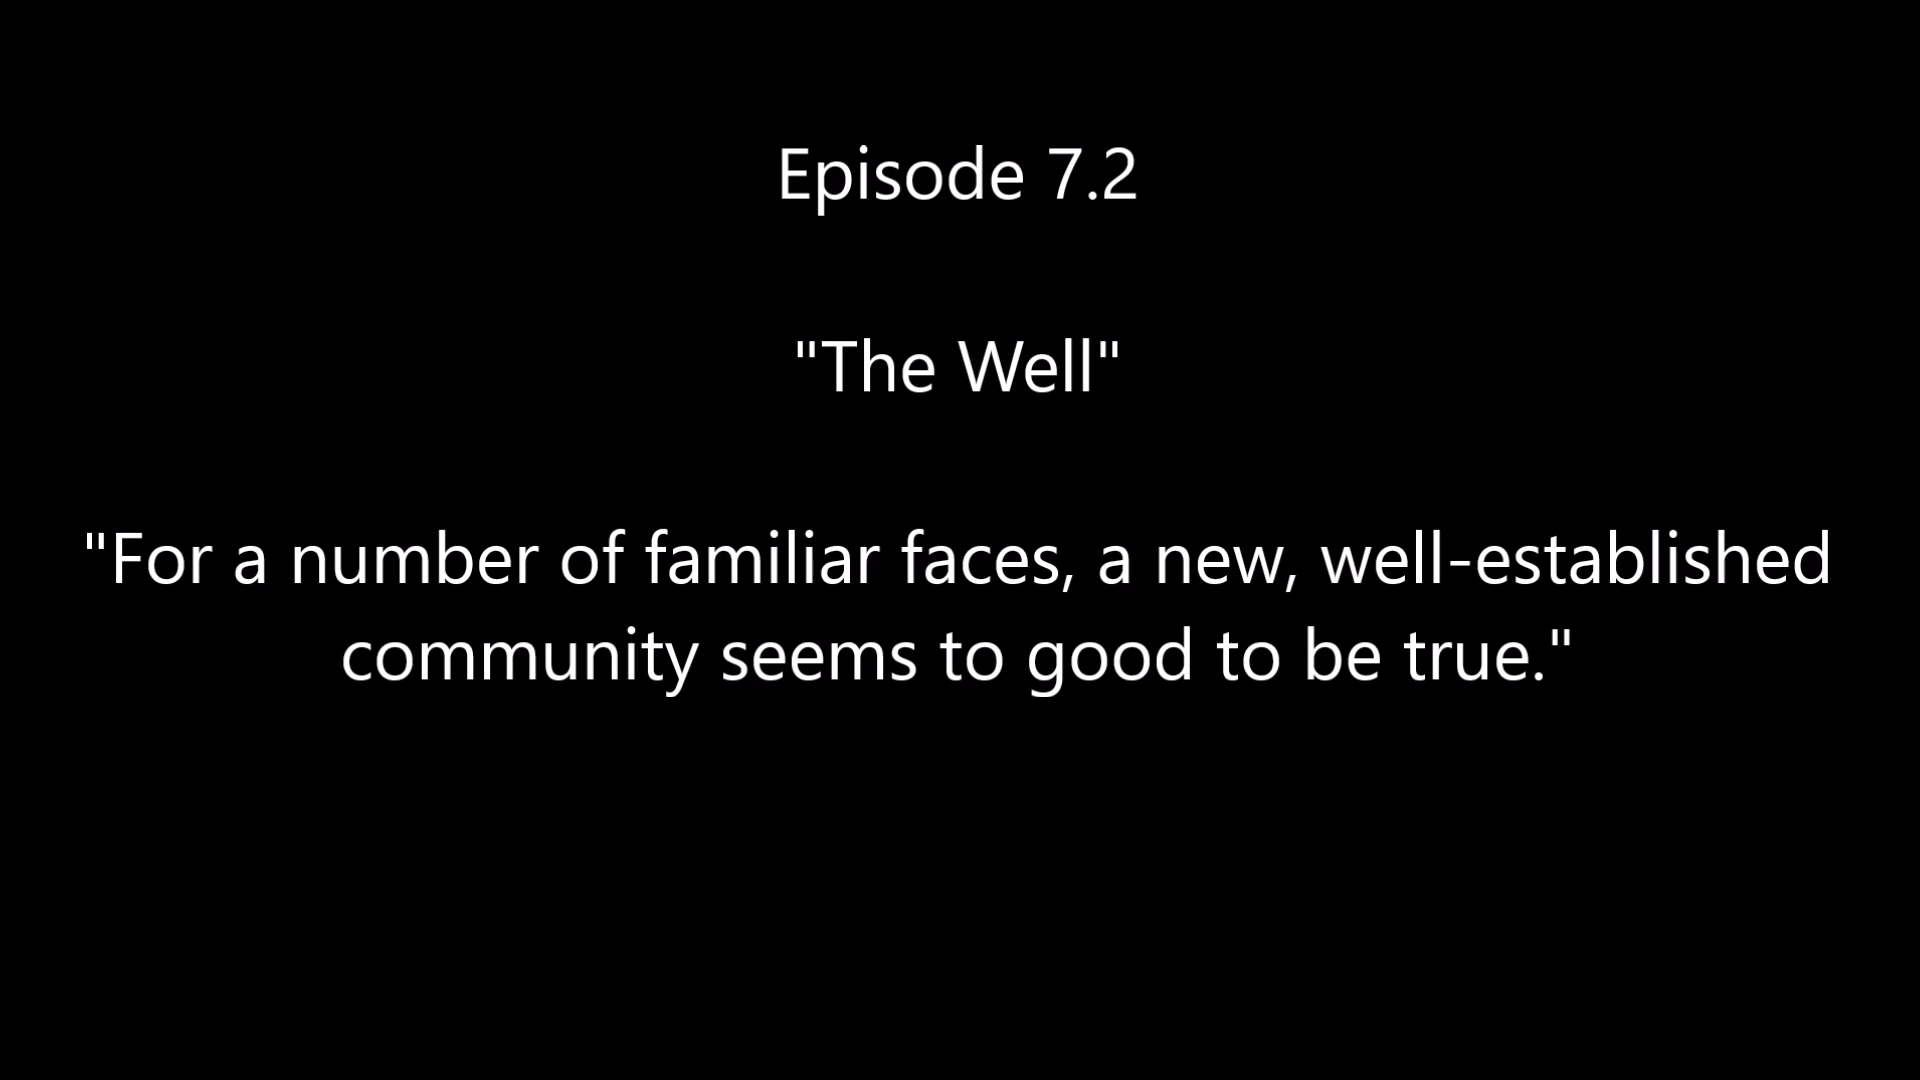 Episode 7.2
"The Well"
"For a number of familiar faces, a new, well-established
community seems to good to be true."